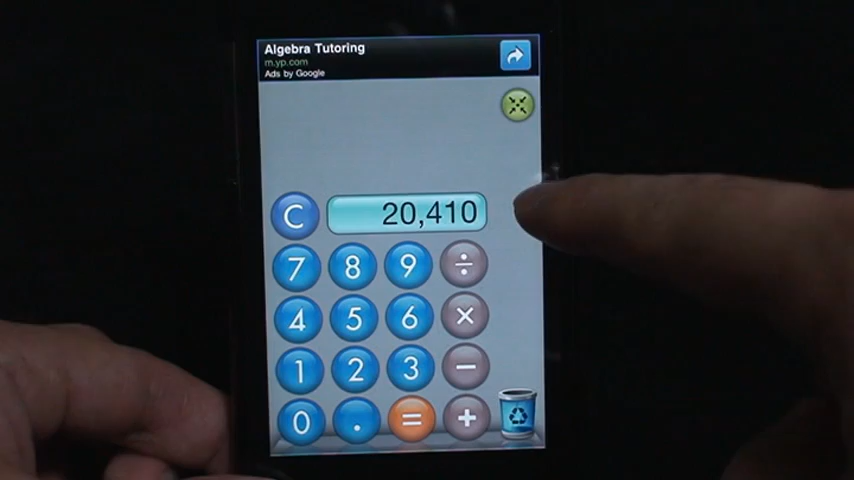 Algebra Tutoring
m.yp.com
Ads by Google
C 20,410
7 8 9 ÷
4 5 6 ×
1 2 3 −
0 . = +